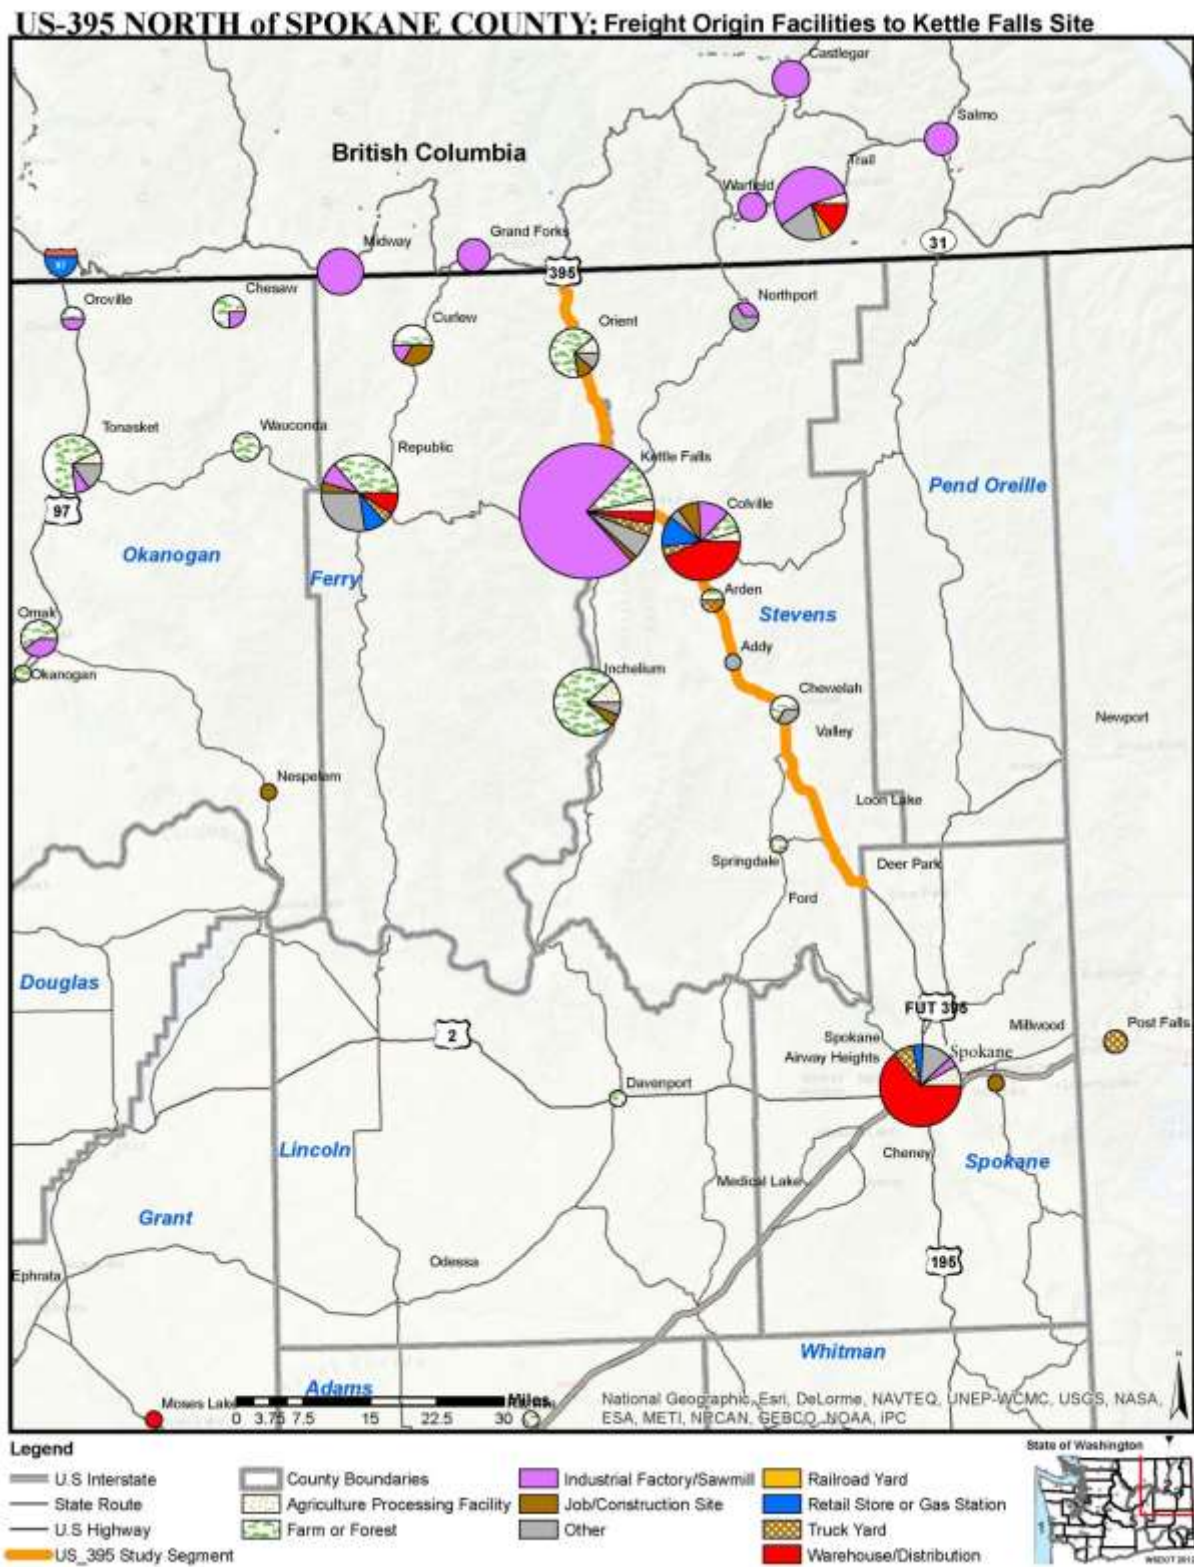 US-395 NORTH of SPOKANE COUNTY: Freight Origin Facilities to Kettle Falls Site
Castlegar
Salmo
British Columbia
Trail
Warfield
Midway
Grand Forks
31
97
395
Oroville
Chesaw
Northport
Curlew
Orient
Tonasket
Wauconda
Republic
Kettle Falls
Pend Oreille
97
Colville
Okanogan
Ferry
Arden
Stevens
Omak
Addy
Okanogan
Inchelium
Chewelah
Newport
Valley
Nespelem
Loon Lake
Springdale
Deer Park
Ford
Douglas
FUT 395
2
Spokane
Millwood
Post Falls
Airway Heights
Spokane
Davenport
Lincoln
Cheney
Spokane
Medical Lake
Grant
Odessa
195
Ephrata
Whitman
Adams
Moses Lake
Miles
0 3.75 7.5 15 22.5 30
National Geographic, Esri, DeLorme, NAVTEQ, UNEP-WCMC, USGS, NASA,
ESA, METI, NRCAN, GEBCO, NOAA, iPC
Legend
U.S Interstate
State Route
U.S Highway
US_395 Study Segment
County Boundaries
Agriculture Processing Facility
Farm or Forest
Industrial Factory/Sawmill
Job/Construction Site
Other
Railroad Yard
Retail Store or Gas Station
Truck Yard
Warehouse/Distribution
State of Washington